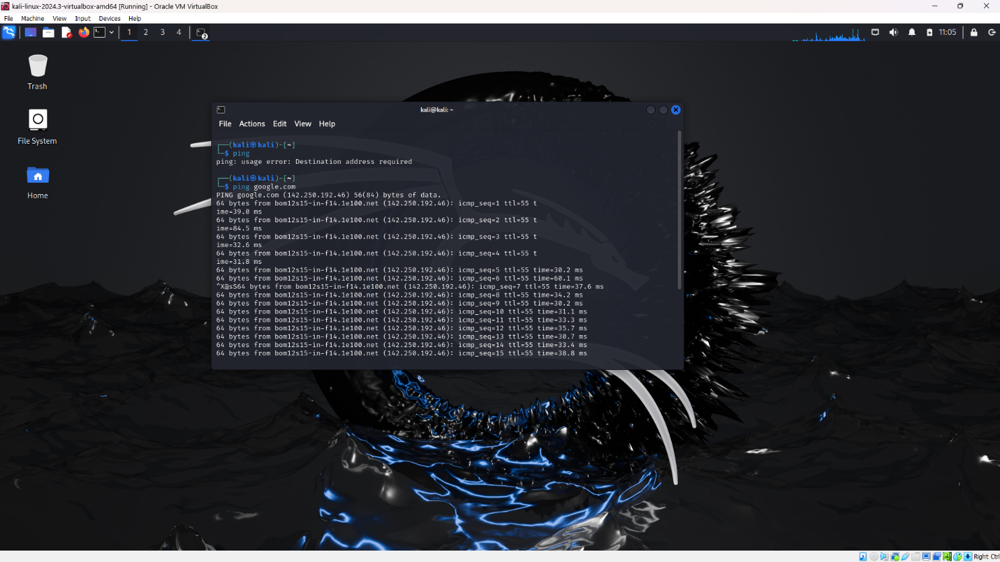 kali-linux-2024.3-virtualbox-amd64 [Running] - Oracle VM VirtualBox
File Machine View Input Devices Help
1 2 3 4 2 11:05
Trash
File System
Home
kali@kali: ~
File Actions Edit View Help
┌──(kali㉿kali)-[~]
└─$ ping
ping: usage error: Destination address required
┌──(kali㉿kali)-[~]
└─$ ping google.com
PING google.com (142.250.192.46) 56(84) bytes of data.
64 bytes from bom12s15-in-f14.1e100.net (142.250.192.46): icmp_seq=1 ttl=55 t
ime=39.0 ms
64 bytes from bom12s15-in-f14.1e100.net (142.250.192.46): icmp_seq=2 ttl=55 t
ime=84.5 ms
64 bytes from bom12s15-in-f14.1e100.net (142.250.192.46): icmp_seq=3 ttl=55 t
ime=32.6 ms
64 bytes from bom12s15-in-f14.1e100.net (142.250.192.46): icmp_seq=4 ttl=55 t
ime=31.8 ms
64 bytes from bom12s15-in-f14.1e100.net (142.250.192.46): icmp_seq=5 ttl=55 time=30.2 ms
64 bytes from bom12s15-in-f14.1e100.net (142.250.192.46): icmp_seq=6 ttl=55 time=60.1 ms
^X@sS64 bytes from bom12s15-in-f14.1e100.net (142.250.192.46): icmp_seq=7 ttl=55 time=37.6 ms
64 bytes from bom12s15-in-f14.1e100.net (142.250.192.46): icmp_seq=8 ttl=55 time=34.2 ms
64 bytes from bom12s15-in-f14.1e100.net (142.250.192.46): icmp_seq=9 ttl=55 time=30.2 ms
64 bytes from bom12s15-in-f14.1e100.net (142.250.192.46): icmp_seq=10 ttl=55 time=31.1 ms
64 bytes from bom12s15-in-f14.1e100.net (142.250.192.46): icmp_seq=11 ttl=55 time=33.3 ms
64 bytes from bom12s15-in-f14.1e100.net (142.250.192.46): icmp_seq=12 ttl=55 time=35.7 ms
64 bytes from bom12s15-in-f14.1e100.net (142.250.192.46): icmp_seq=13 ttl=55 time=30.7 ms
64 bytes from bom12s15-in-f14.1e100.net (142.250.192.46): icmp_seq=14 ttl=55 time=33.4 ms
64 bytes from bom12s15-in-f14.1e100.net (142.250.192.46): icmp_seq=15 ttl=55 time=38.8 ms
Right Ctrl